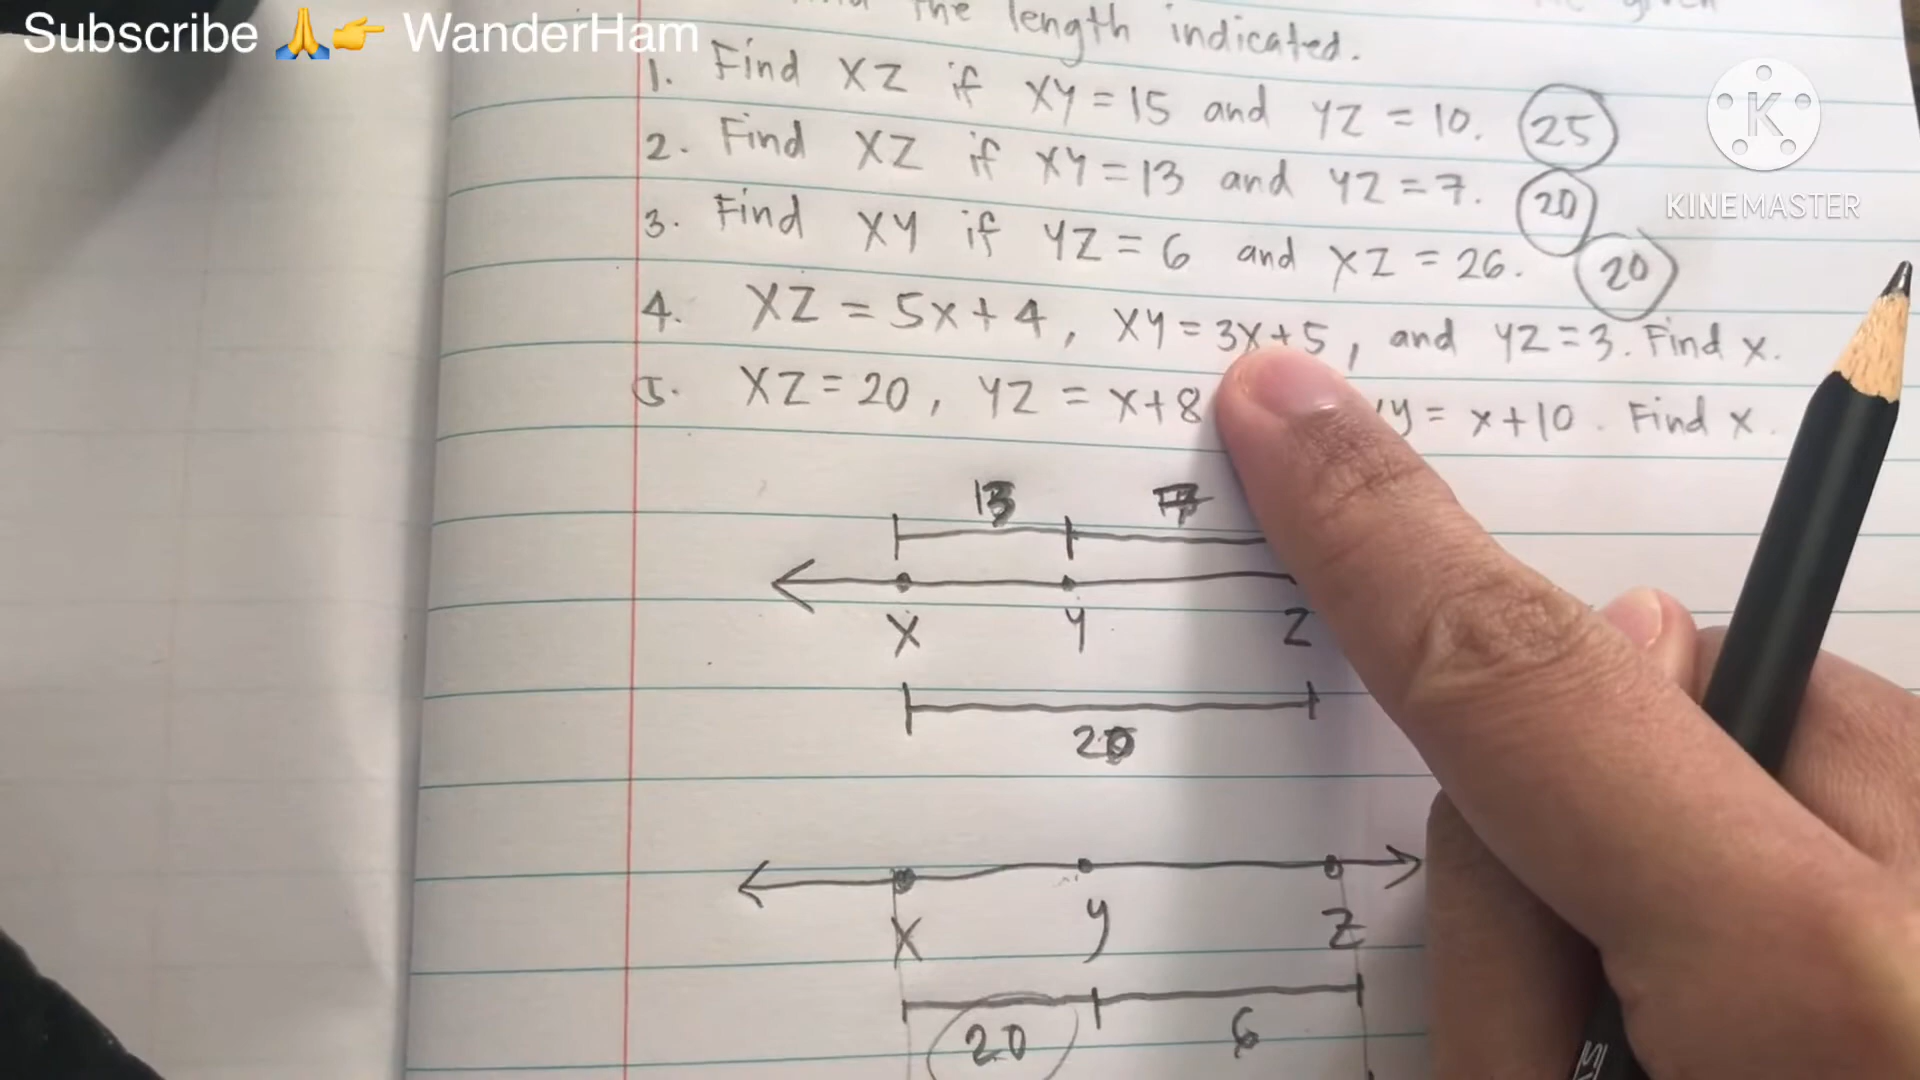 Subscribe 🙏👉 WanderHam
the length indicated.
1. Find XZ if XY = 15 and YZ = 10. 25
2. Find XZ if XY = 13 and YZ = 7. 20
3. Find XY if YZ = 6 and XZ = 26. 20
4. XZ = 5x + 4, XY = 3x + 5, and YZ = 3. Find x.
5. XZ = 20, YZ = x + 8 y = x + 10. Find x.
K
KINEMASTER
13
X Y Z
20
X Y Z
20 6